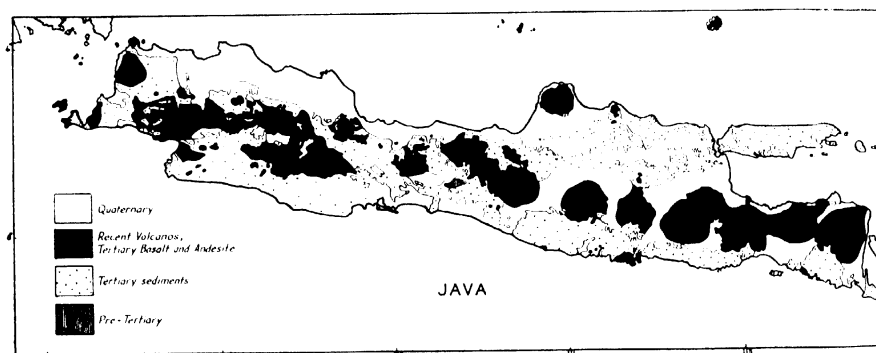 Quaternary
Recent Volcanos,
Tertiary Basalt and Andesite
Tertiary sediments
Pre-Tertiary
JAVA